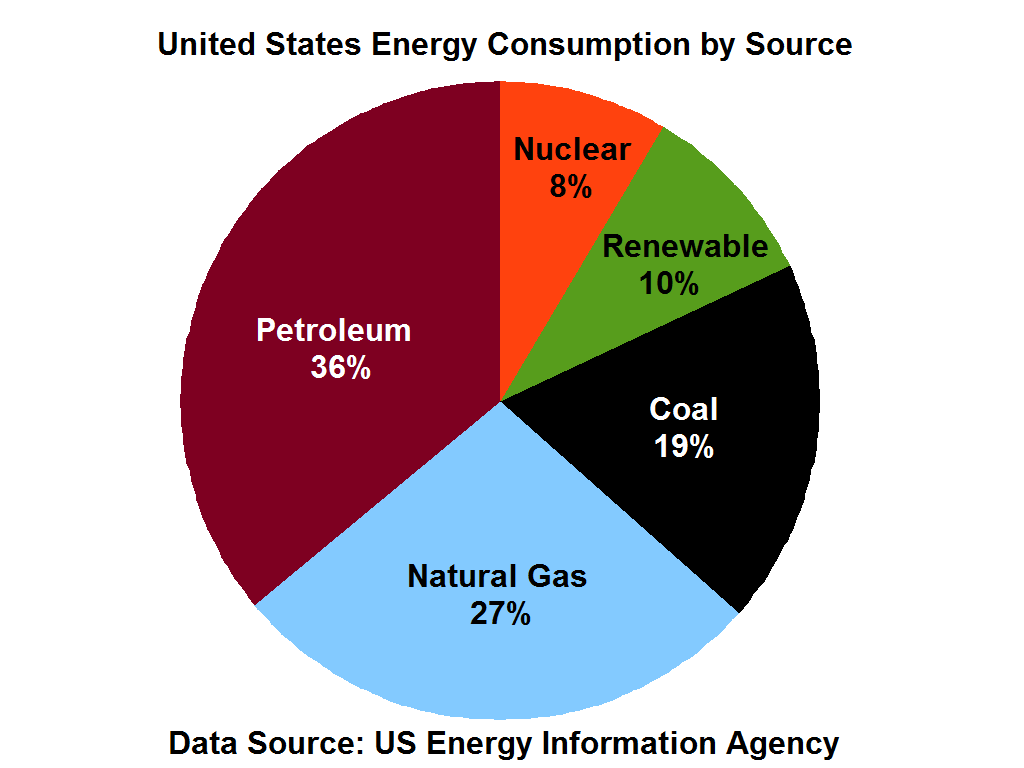 United States Energy Consumption by Source
Nuclear
8%
Renewable
10%
Petroleum
36%
Coal
19%
Natural Gas
27%
Data Source: US Energy Information Agency